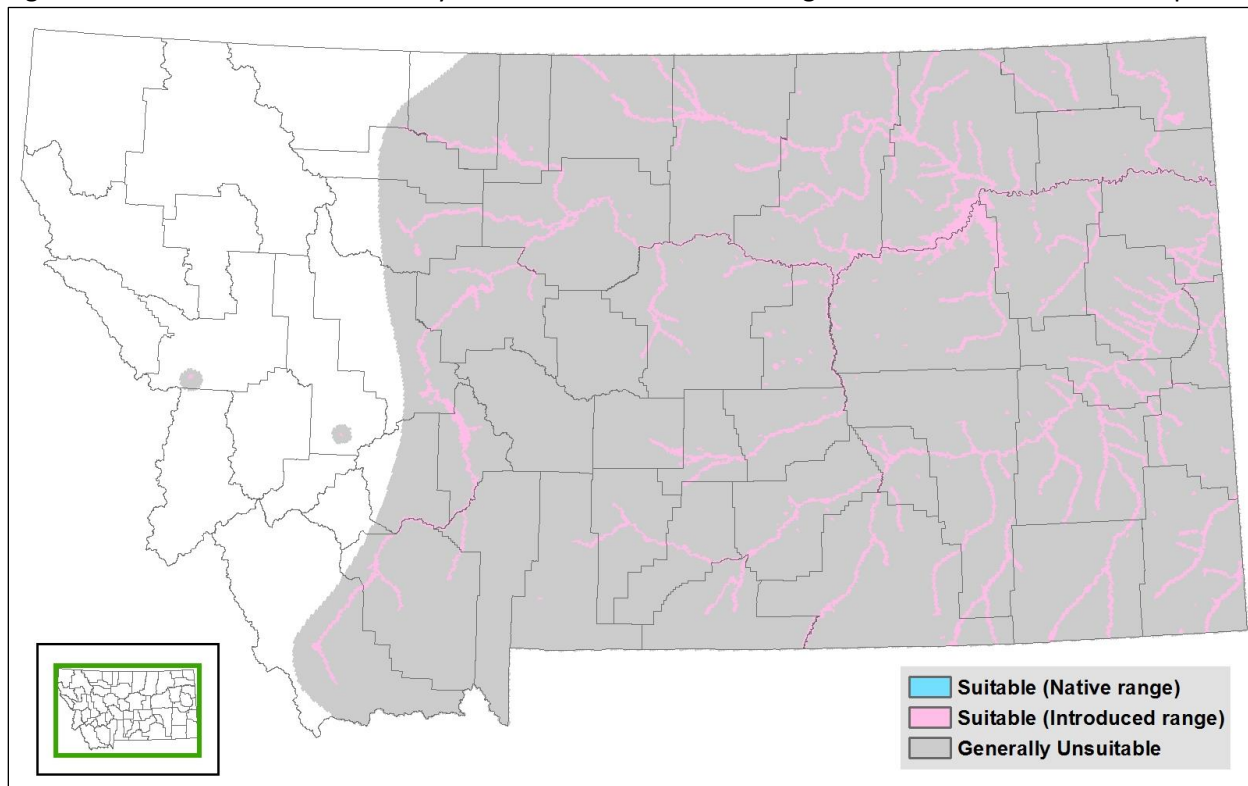 Suitable (Native range)
Suitable (Introduced range)
Generally Unsuitable